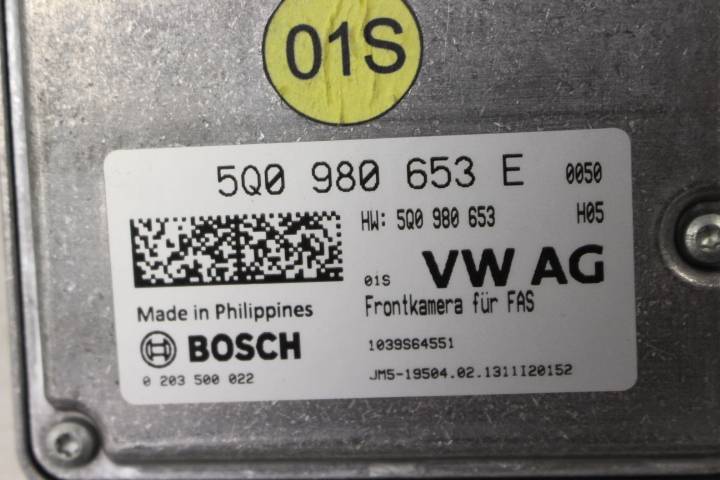 01S
5Q0 980 653 E 0050
HW: 5Q0 980 653 H05
01S VW AG
Made in Philippines
Frontkamera für FAS
BOSCH
1039S64551
0 203 500 022
JM5-19504.02.1311I20152